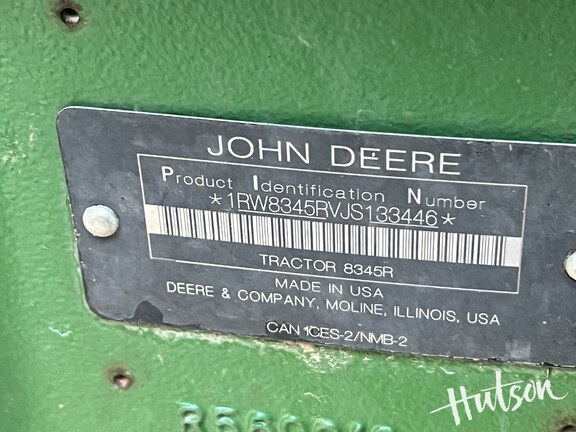 JOHN DEERE
Product Identification Number
*1RW8345RVJS133446*
TRACTOR 8345R
MADE IN USA
DEERE & COMPANY, MOLINE, ILLINOIS, USA
CAN ICES-2/NMB-2
Hutson